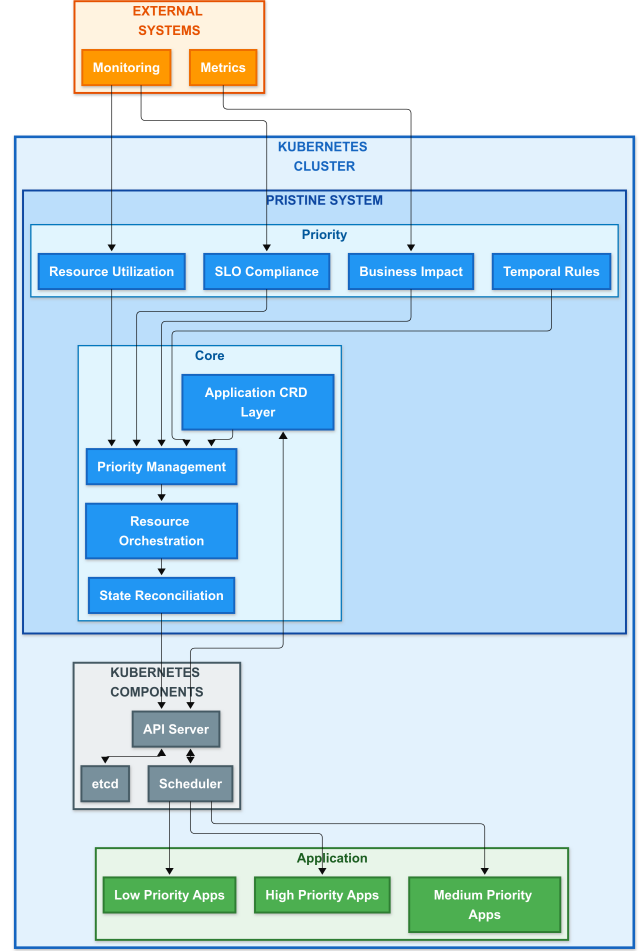 EXTERNAL
SYSTEMS
Monitoring
Metrics
KUBERNETES
CLUSTER
PRISTINE SYSTEM
Priority
Resource Utilization
SLO Compliance
Business Impact
Temporal Rules
Core
Application CRD
Layer
Priority Management
Resource
Orchestration
State Reconciliation
KUBERNETES
COMPONENTS
API Server
etcd
Scheduler
Application
Low Priority Apps
High Priority Apps
Medium Priority
Apps